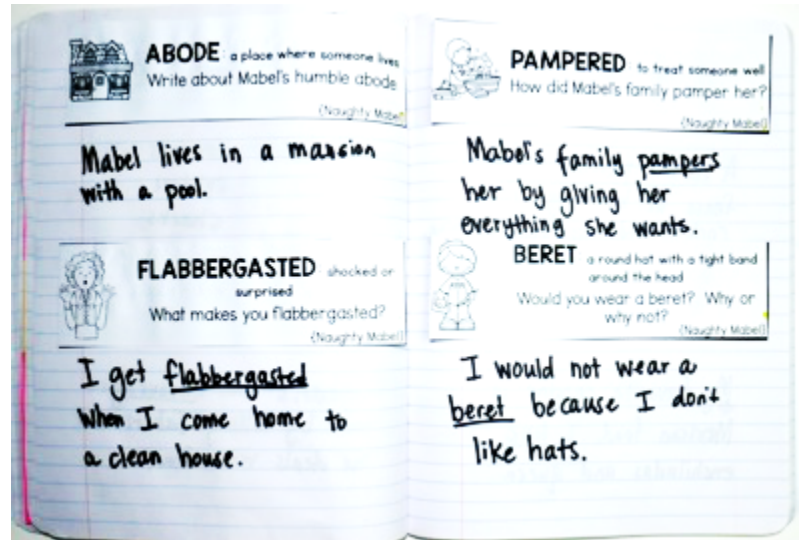 ABODE a place where someone lives
Write about Mabel's humble abode
(Naughty Mabel)
Mabel lives in a mansion
with a pool.
FLABBERGASTED shocked or
surprised
What makes you flabbergasted?
(Naughty Mabel)
I get flabbergasted
when I come home to
a clean house.
PAMPERED to treat someone well
How did Mabel's family pamper her?
(Naughty Mabel)
Mabel's family pampers
her by giving her
everything she wants.
BERET a round hat with a tight band
around the head
Would you wear a beret? Why or
why not?
(Naughty Mabel)
I would not wear a
beret because I don't
like hats.